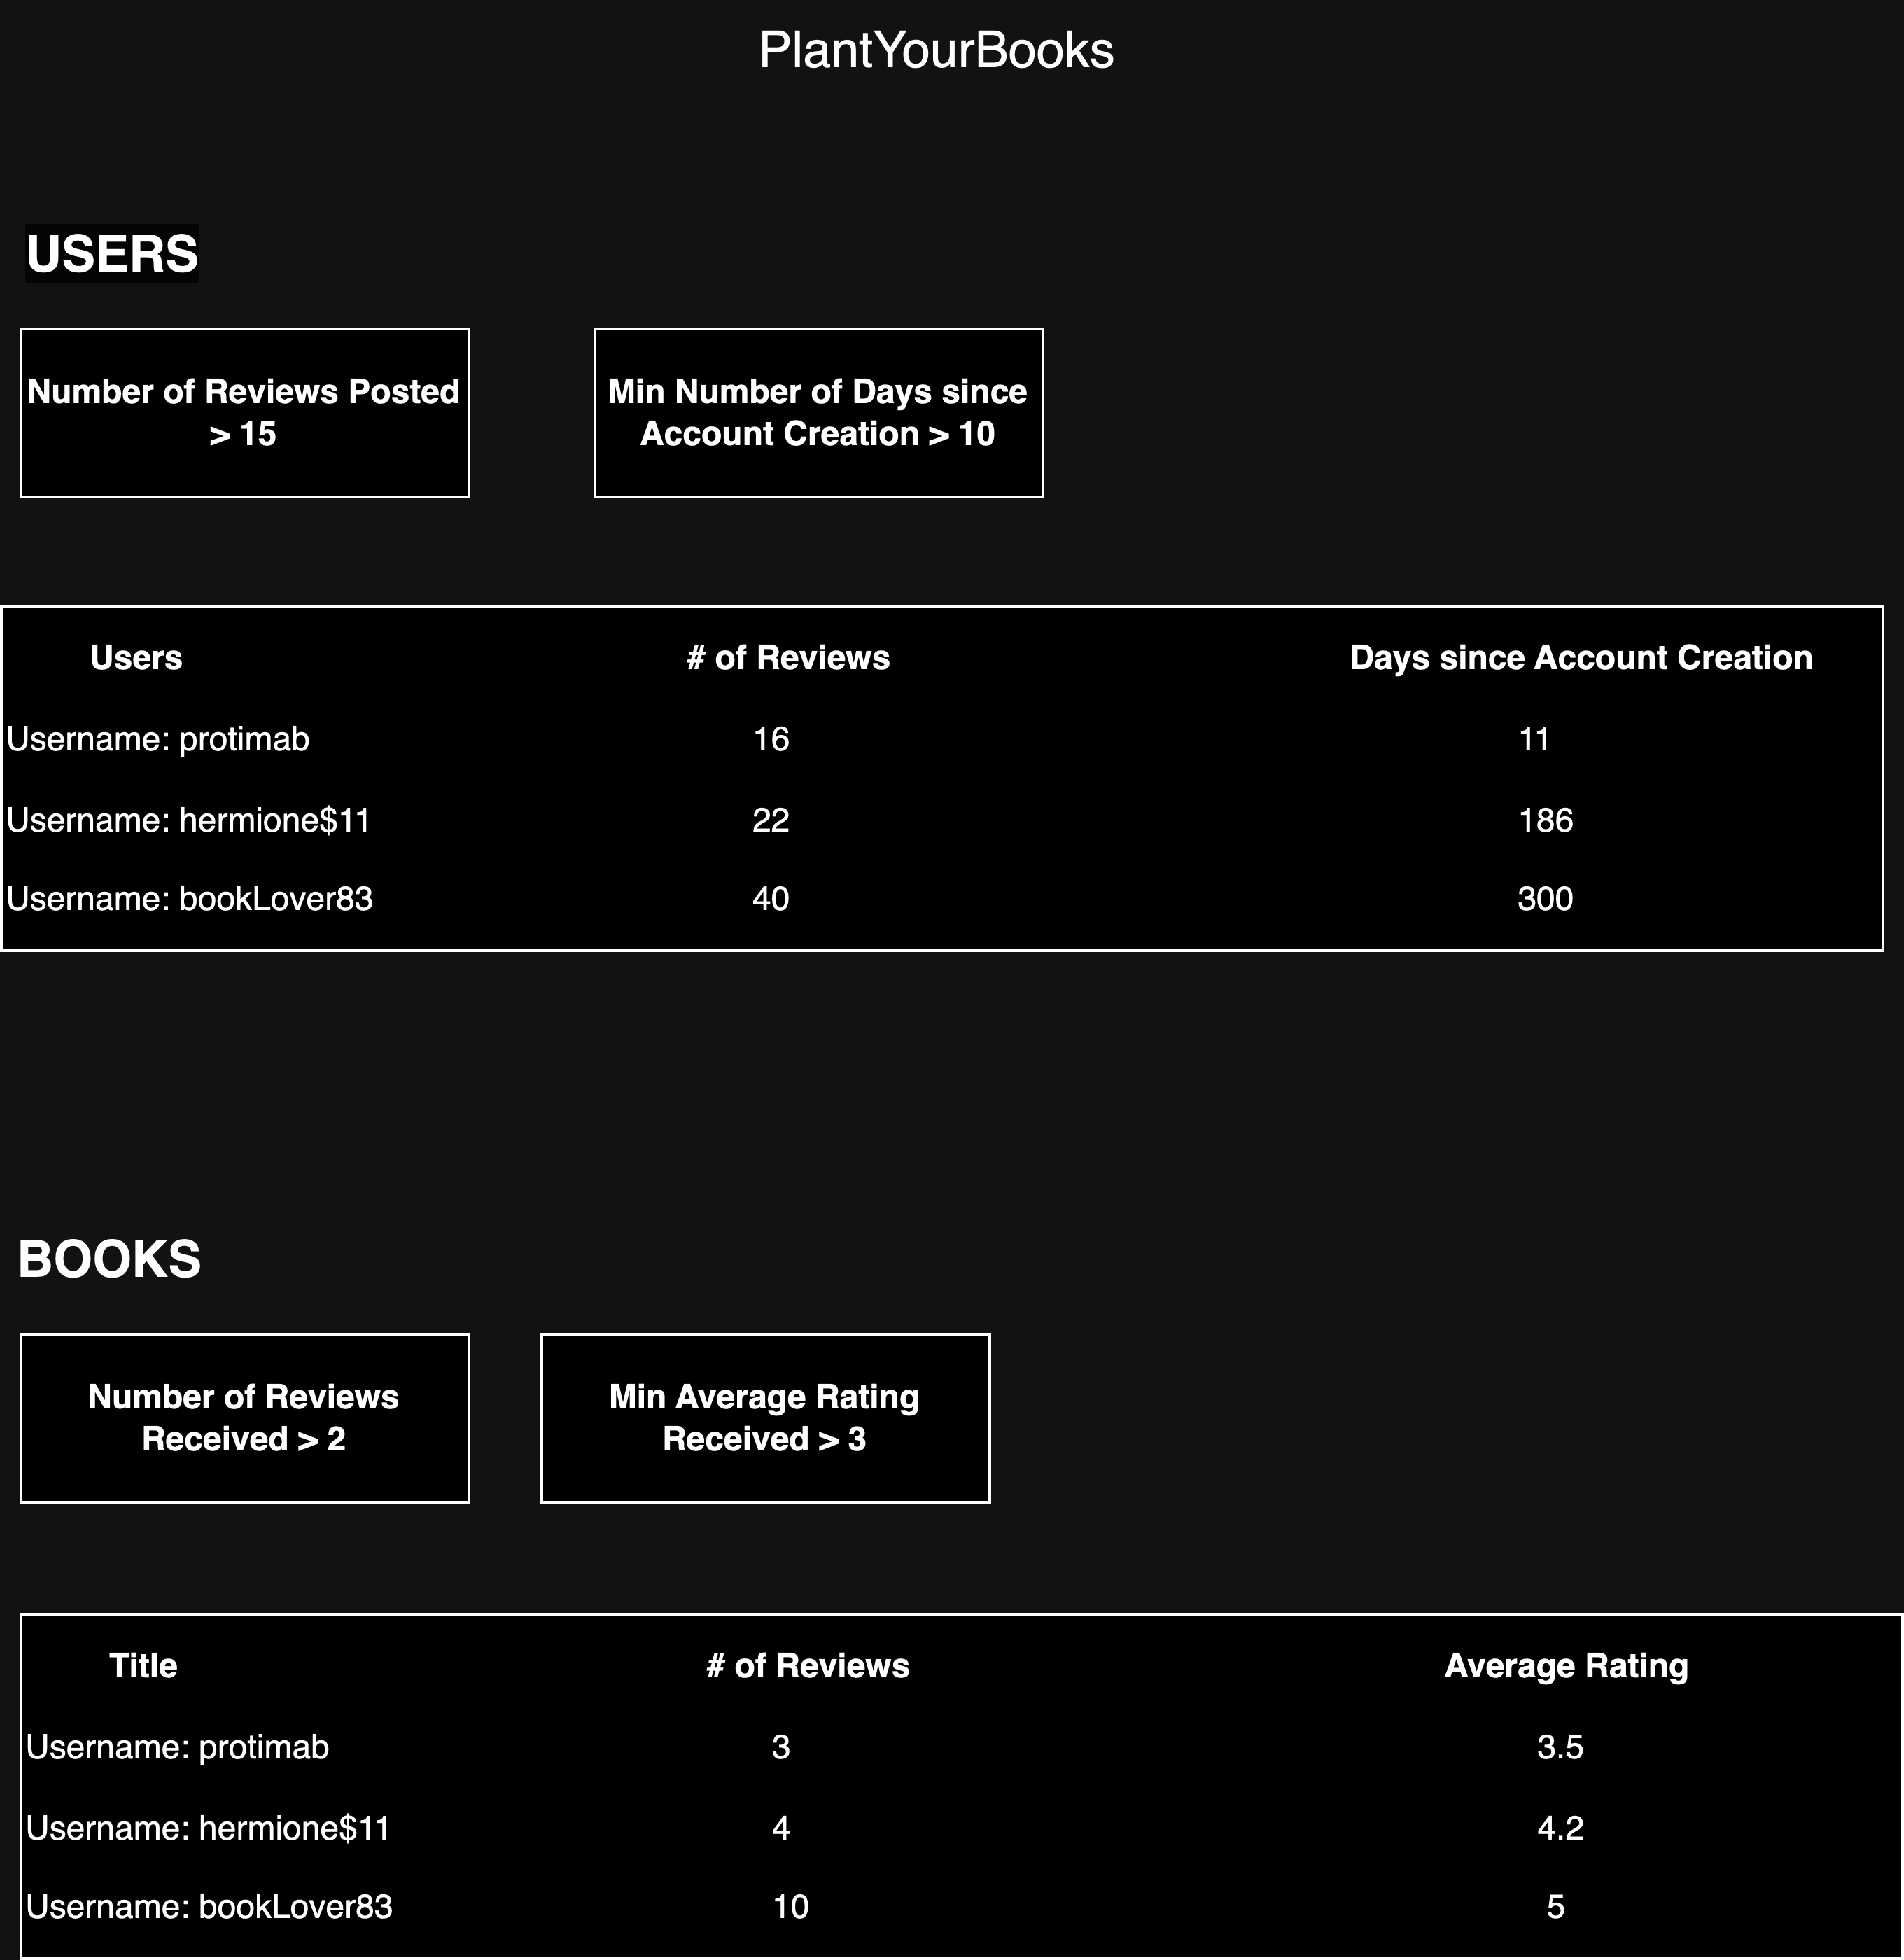 PlantYourBooks
USERS
Number of Reviews Posted
> 15
Min Number of Days since
Account Creation > 10
Users # of Reviews Days since Account Creation
Username: protimab 16 11
Username: hermione$11 22 186
Username: bookLover83 40 300
BOOKS
Number of Reviews
Received > 2
Min Average Rating
Received > 3
Title # of Reviews Average Rating
Username: protimab 3 3.5
Username: hermione$11 4 4.2
Username: bookLover83 10 5